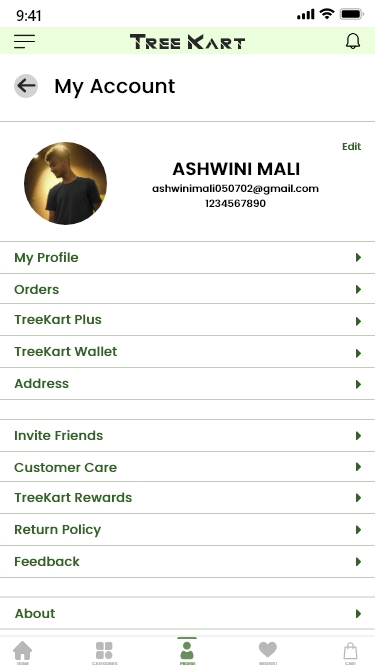 9:41
TREE KART
My Account
Edit
ASHWINI MALI
ashwinimali050702@gmail.com
1234567890
My Profile
Orders
TreeKart Plus
TreeKart Wallet
Address
Invite Friends
Customer Care
TreeKart Rewards
Return Policy
Feedback
About
HOME
CATEGORIES
PROFILE
WISHLIST
CART